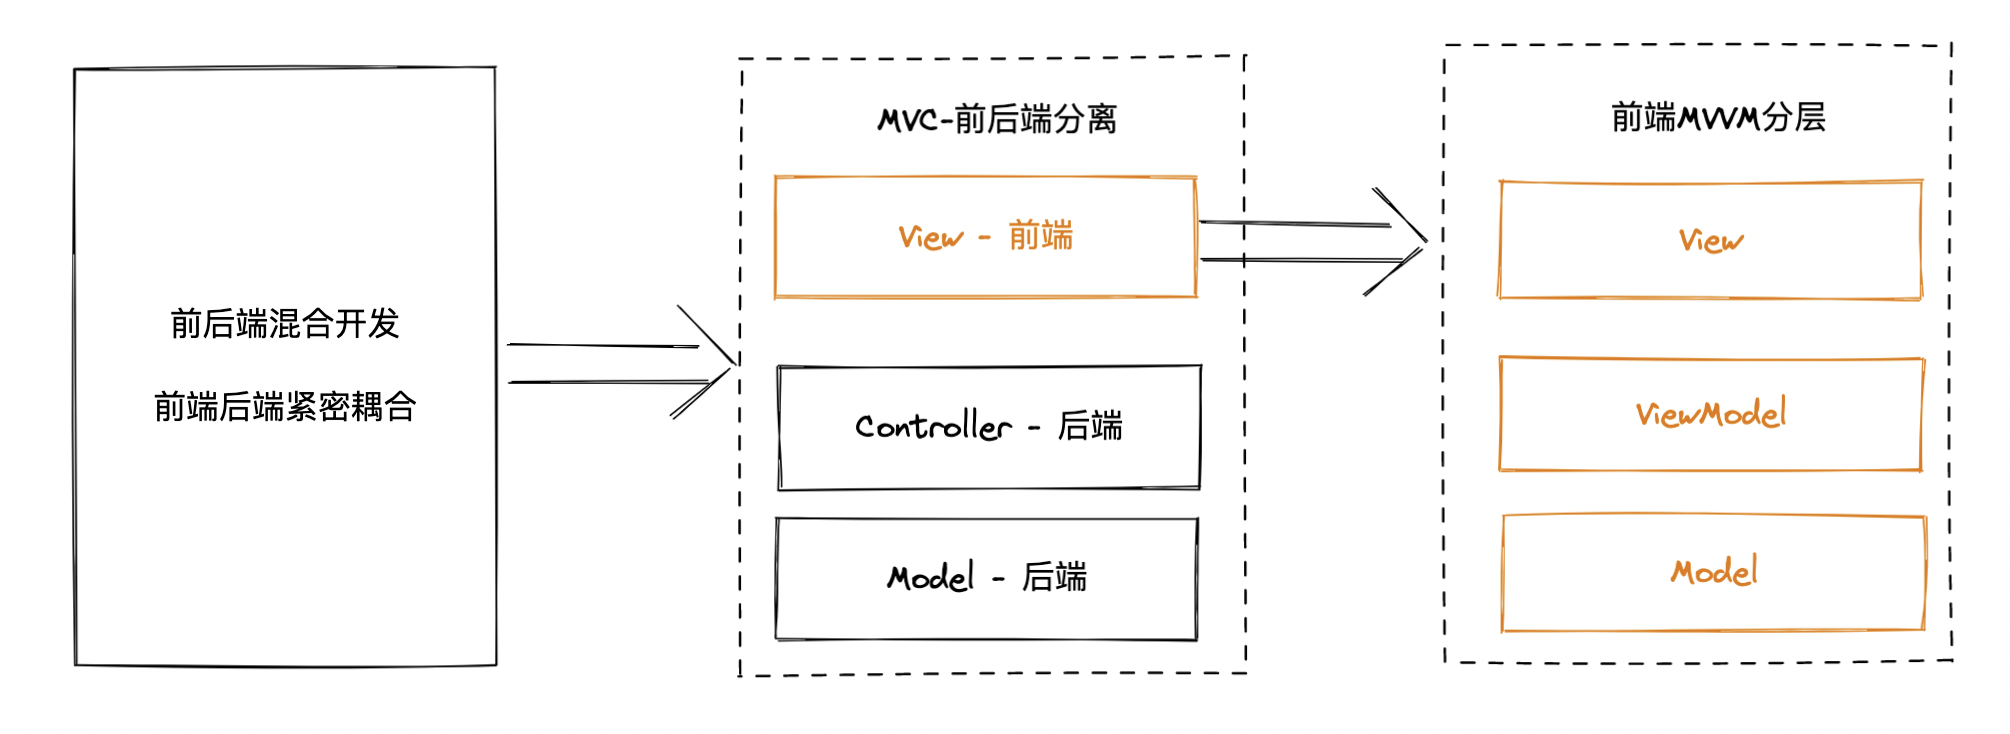 前后端混合开发
前端后端紧密耦合
MVC-前后端分离
View - 前端
Controller - 后端
Model - 后端
前端MVVM分层
View
ViewModel
Model